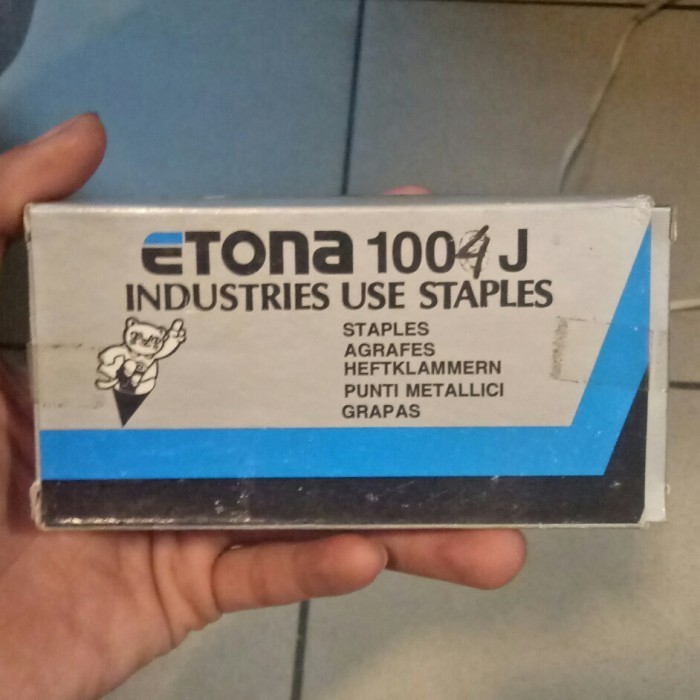 ETONA 1004 J
INDUSTRIES USE STAPLES
STAPLES
AGRAFES
HEFTKLAMMERN
PUNTI METALLICI
GRAPAS